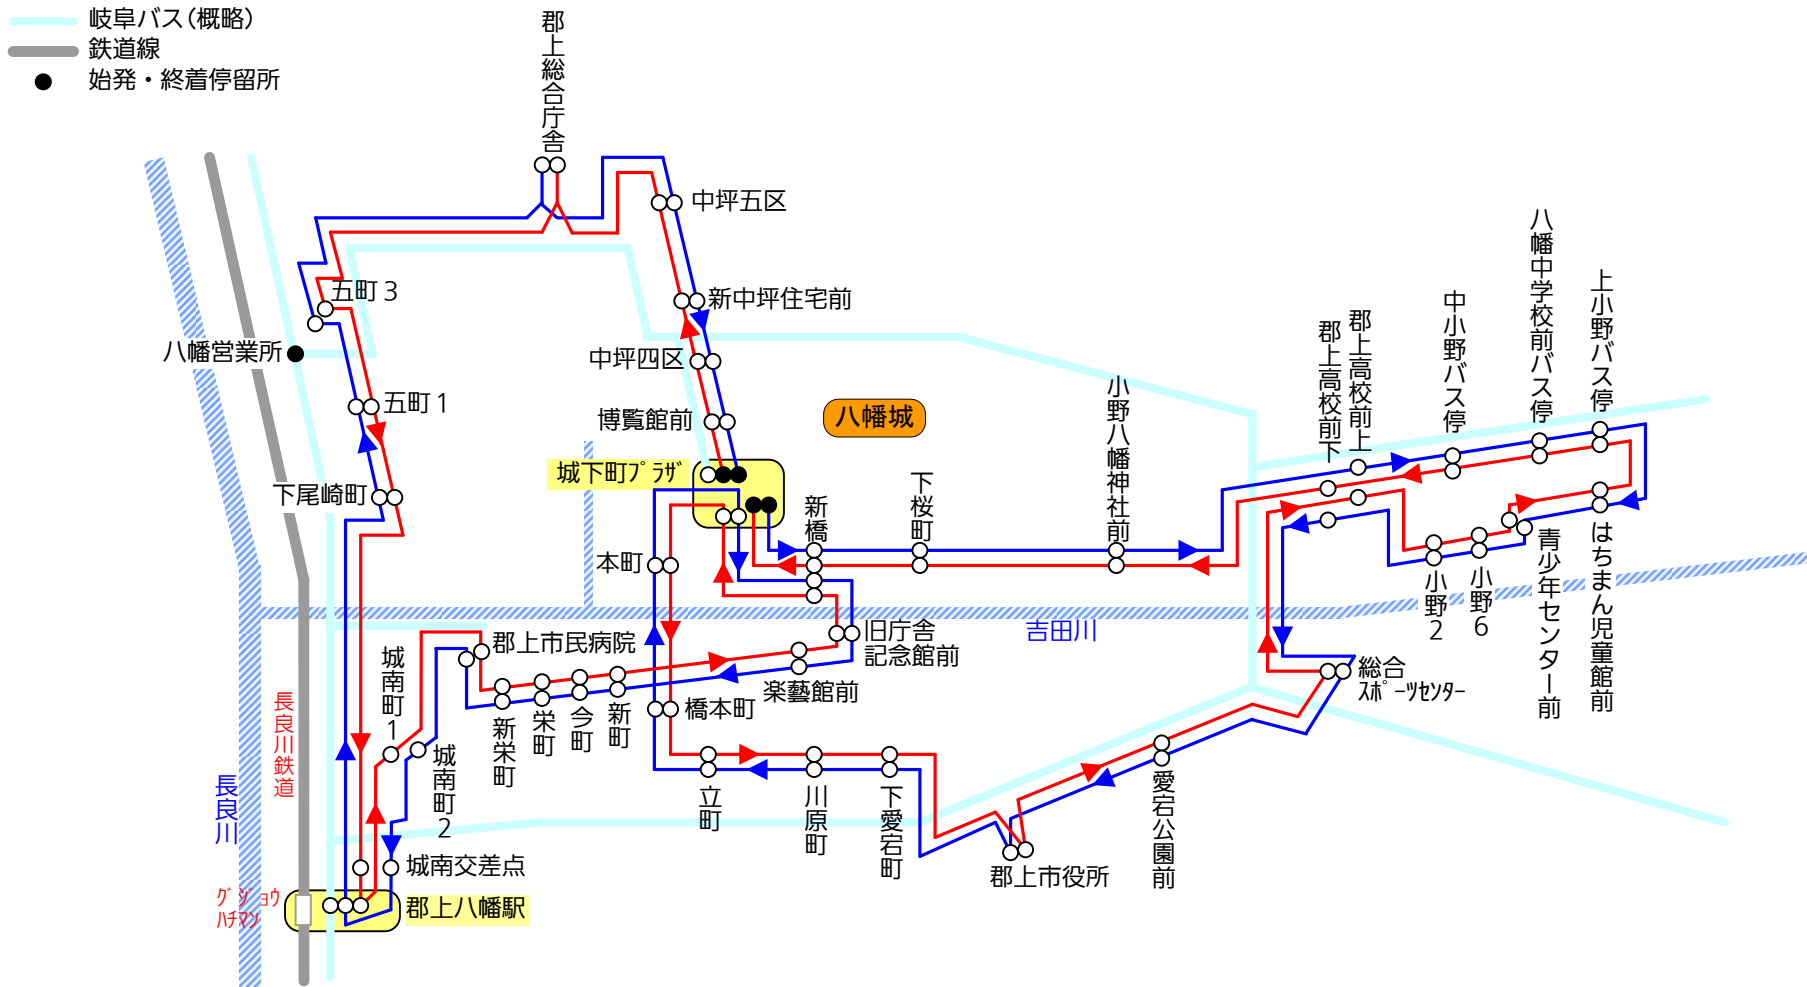 岐阜バス(概略)
鉄道線
始発・終着停留所
郡上総合庁舎
中坪五区
五町3
新中坪住宅前
八幡営業所
中坪四区
五町1
博覧館前
八幡城
下尾崎町
城下町プラザ
新橋
下桜町
小野八幡神社前
郡上高校前下
郡上高校前上
中小野バス停
八幡中学校前バス停
上小野バス停
本町
小野2
小野6
青少年センター前
はちまん児童館前
吉田川
旧庁舎
記念館前
郡上市民病院
城南町1
楽藝館前
総合
スポーツセンター
長良川鉄道
新栄町
栄町
今町
新町
橋本町
城南町2
長良川
立町
川原町
下愛宕町
愛宕公園前
郡上市役所
城南交差点
グジョウ
ハチマン
郡上八幡駅